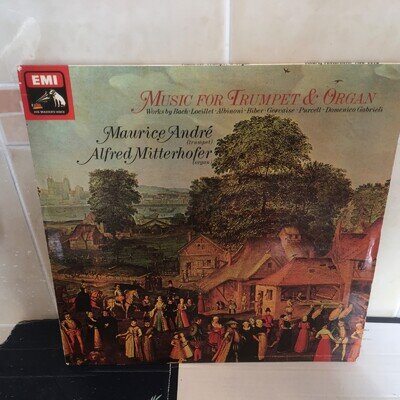 EMI
HIS MASTER'S VOICE
MUSIC FOR TRUMPET & ORGAN
Works by Bach · Loeillet · Albinoni · Biber · Gervaise · Purcell · Domenico Gabrieli
Maurice André
(trumpet)
Alfred Mitterhofer
(organ)